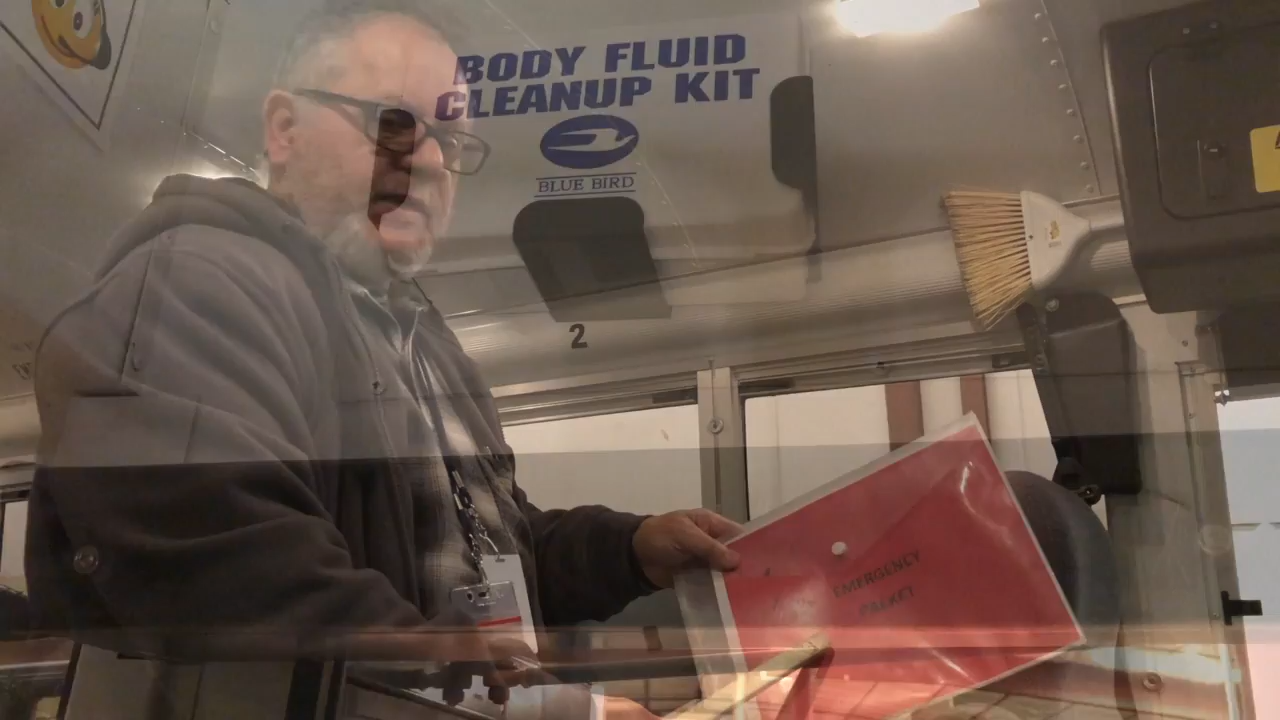 BODY FLUID
CLEANUP KIT
BLUE BIRD
2
EMERGENCY
PACKET